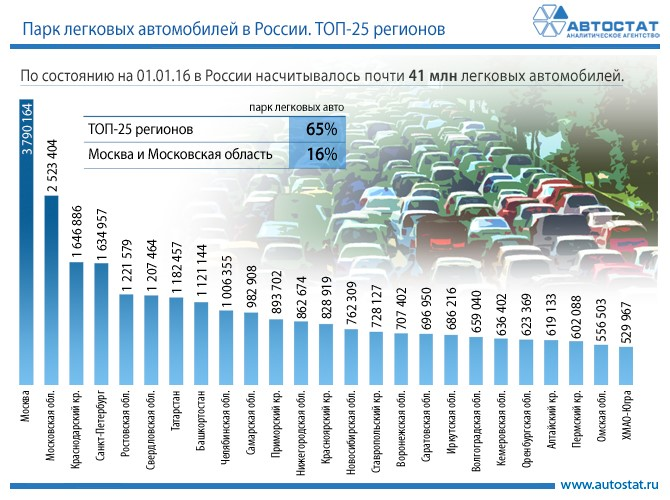 Парк легковых автомобилей в России. ТОП-25 регионов
АВТОСТАТ
АНАЛИТИЧЕСКОЕ АГЕНТСТВО
По состоянию на 01.01.16 в России насчитывалось почти 41 млн легковых автомобилей.
парк легковых авто
ТОП-25 регионов 65%
Москва и Московская область 16%
3 790 164
2 523 404
1 646 886
1 634 957
1 221 579
1 207 464
1 182 457
1 121 144
1 006 355
982 908
893 702
862 674
828 919
762 309
728 127
707 402
696 950
686 216
659 040
636 402
623 369
619 133
602 088
556 503
529 967
Москва
Московская обл.
Краснодарский кр.
Санкт-Петербург
Ростовская обл.
Свердловская обл.
Татарстан
Башкортостан
Челябинская обл.
Самарская обл.
Приморский кр.
Нижегородская обл.
Красноярский кр.
Новосибирская обл.
Ставропольский кр.
Воронежская обл.
Саратовская обл.
Иркутская обл.
Волгоградская обл.
Кемеровская обл.
Оренбургская обл.
Алтайский кр.
Пермский кр.
Омская обл.
ХМАО-Югра
www.autostat.ru